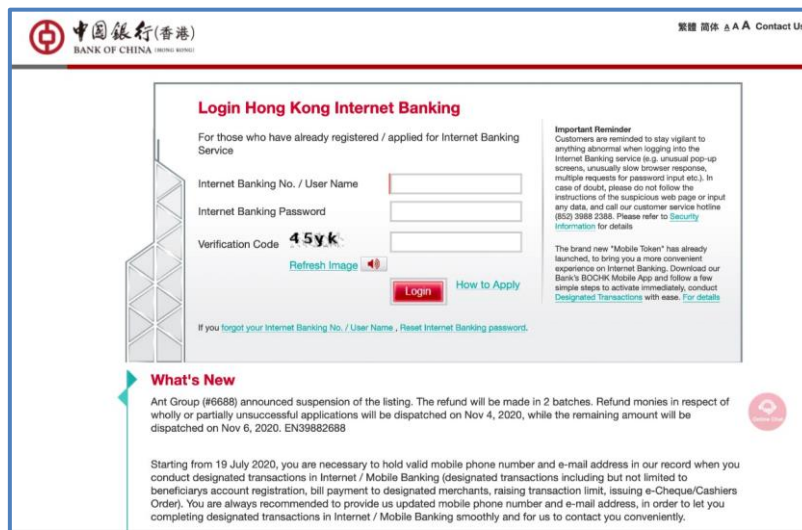 中国銀行(香港)
BANK OF CHINA (HONG KONG)
繁體 简体 A A A Contact Us
Login Hong Kong Internet Banking
For those who have already registered / applied for Internet Banking
Service
Internet Banking No. / User Name
Internet Banking Password
Verification Code 45yk
Refresh Image
Login
How to Apply
If you forgot your Internet Banking No. / User Name , Reset Internet Banking password.
Important Reminder
Customers are reminded to stay vigilant to
anything abnormal when logging into the
Internet Banking service (e.g. unusual pop-up
screens, unusually slow browser response,
multiple requests for password input etc.). In
case of doubt, please do not follow the
instructions of the suspicious web page or input
any data, and call our customer service hotline
(852) 3988 2388. Please refer to Security
Information for details
The brand new "Mobile Token" has already
launched, to bring you a more convenient
experience on Internet Banking. Download our
Bank's BOCHK Mobile App and follow a few
simple steps to activate immediately, conduct
Designated Transactions with ease. For details
What's New
Ant Group (#6688) announced suspension of the listing. The refund will be made in 2 batches. Refund monies in respect of
wholly or partially unsuccessful applications will be dispatched on Nov 4, 2020, while the remaining amount will be
dispatched on Nov 6, 2020. EN39882688
Starting from 19 July 2020, you are necessary to hold valid mobile phone number and e-mail address in our record when you
conduct designated transactions in Internet / Mobile Banking (designated transactions including but not limited to
beneficiarys account registration, bill payment to designated merchants, raising transaction limit, issuing e-Cheque/Cashiers
Order). You are always recommended to provide us updated mobile phone number and e-mail address, in order to let you
completing designated transactions in Internet / Mobile Banking smoothly and for us to contact you conveniently.
Online Chat